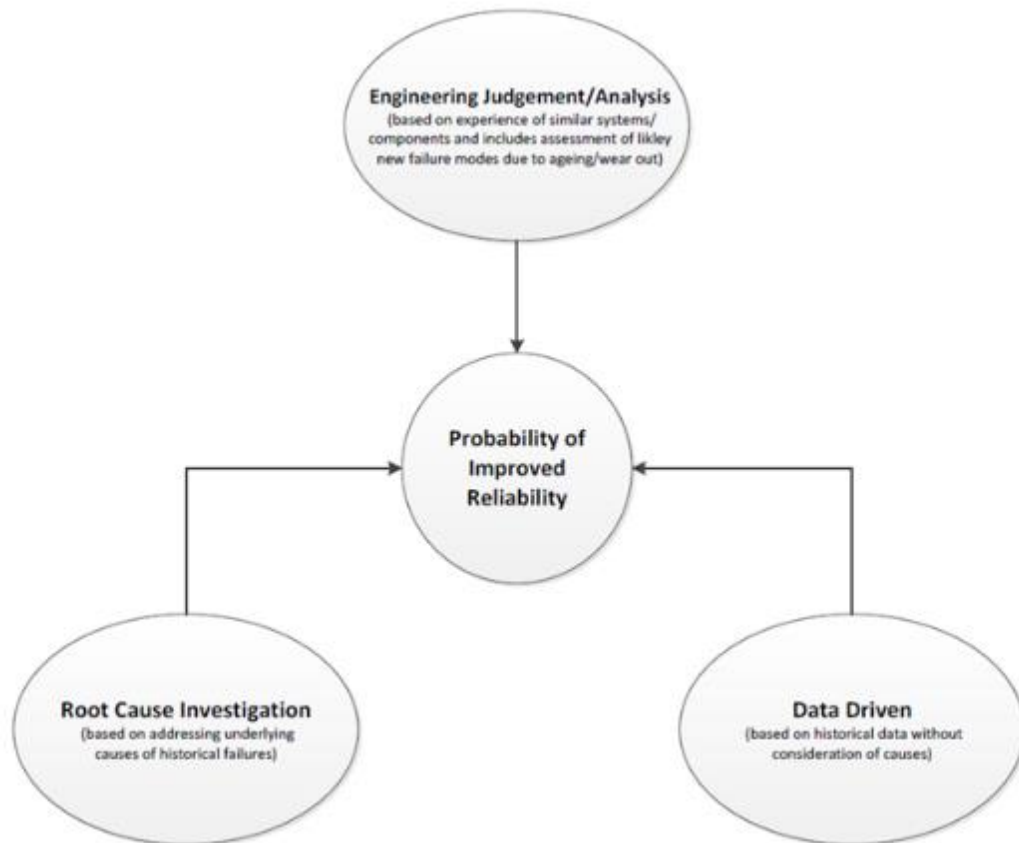 Engineering Judgement/Analysis
(based on experience of similar systems/
components and includes assessment of likley
new failure modes due to ageing/wear out)
Probability of
Improved
Reliability
Root Cause Investigation
(based on addressing underlying
causes of historical failures)
Data Driven
(based on historical data without
consideration of causes)